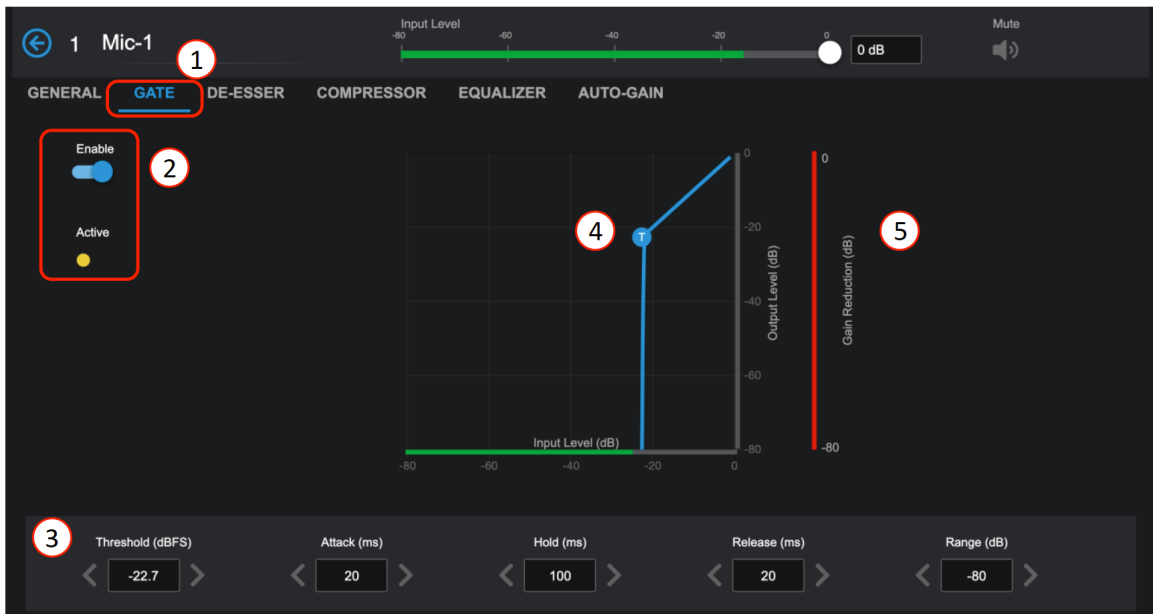 Input Level
Mute
1 Mic-1
-80 -60 -40 -20 0
0 dB
1
GENERAL GATE DE-ESSER COMPRESSOR EQUALIZER AUTO-GAIN
Enable
2
Active
4
T
5
0
-20
-40
-60
-80
Output Level (dB)
0
-80
Gain Reduction (dB)
Input Level (dB)
-80 -60 -40 -20 0
3
Threshold (dBFS) Attack (ms) Hold (ms) Release (ms) Range (dB)
-22.7 20 100 20 -80